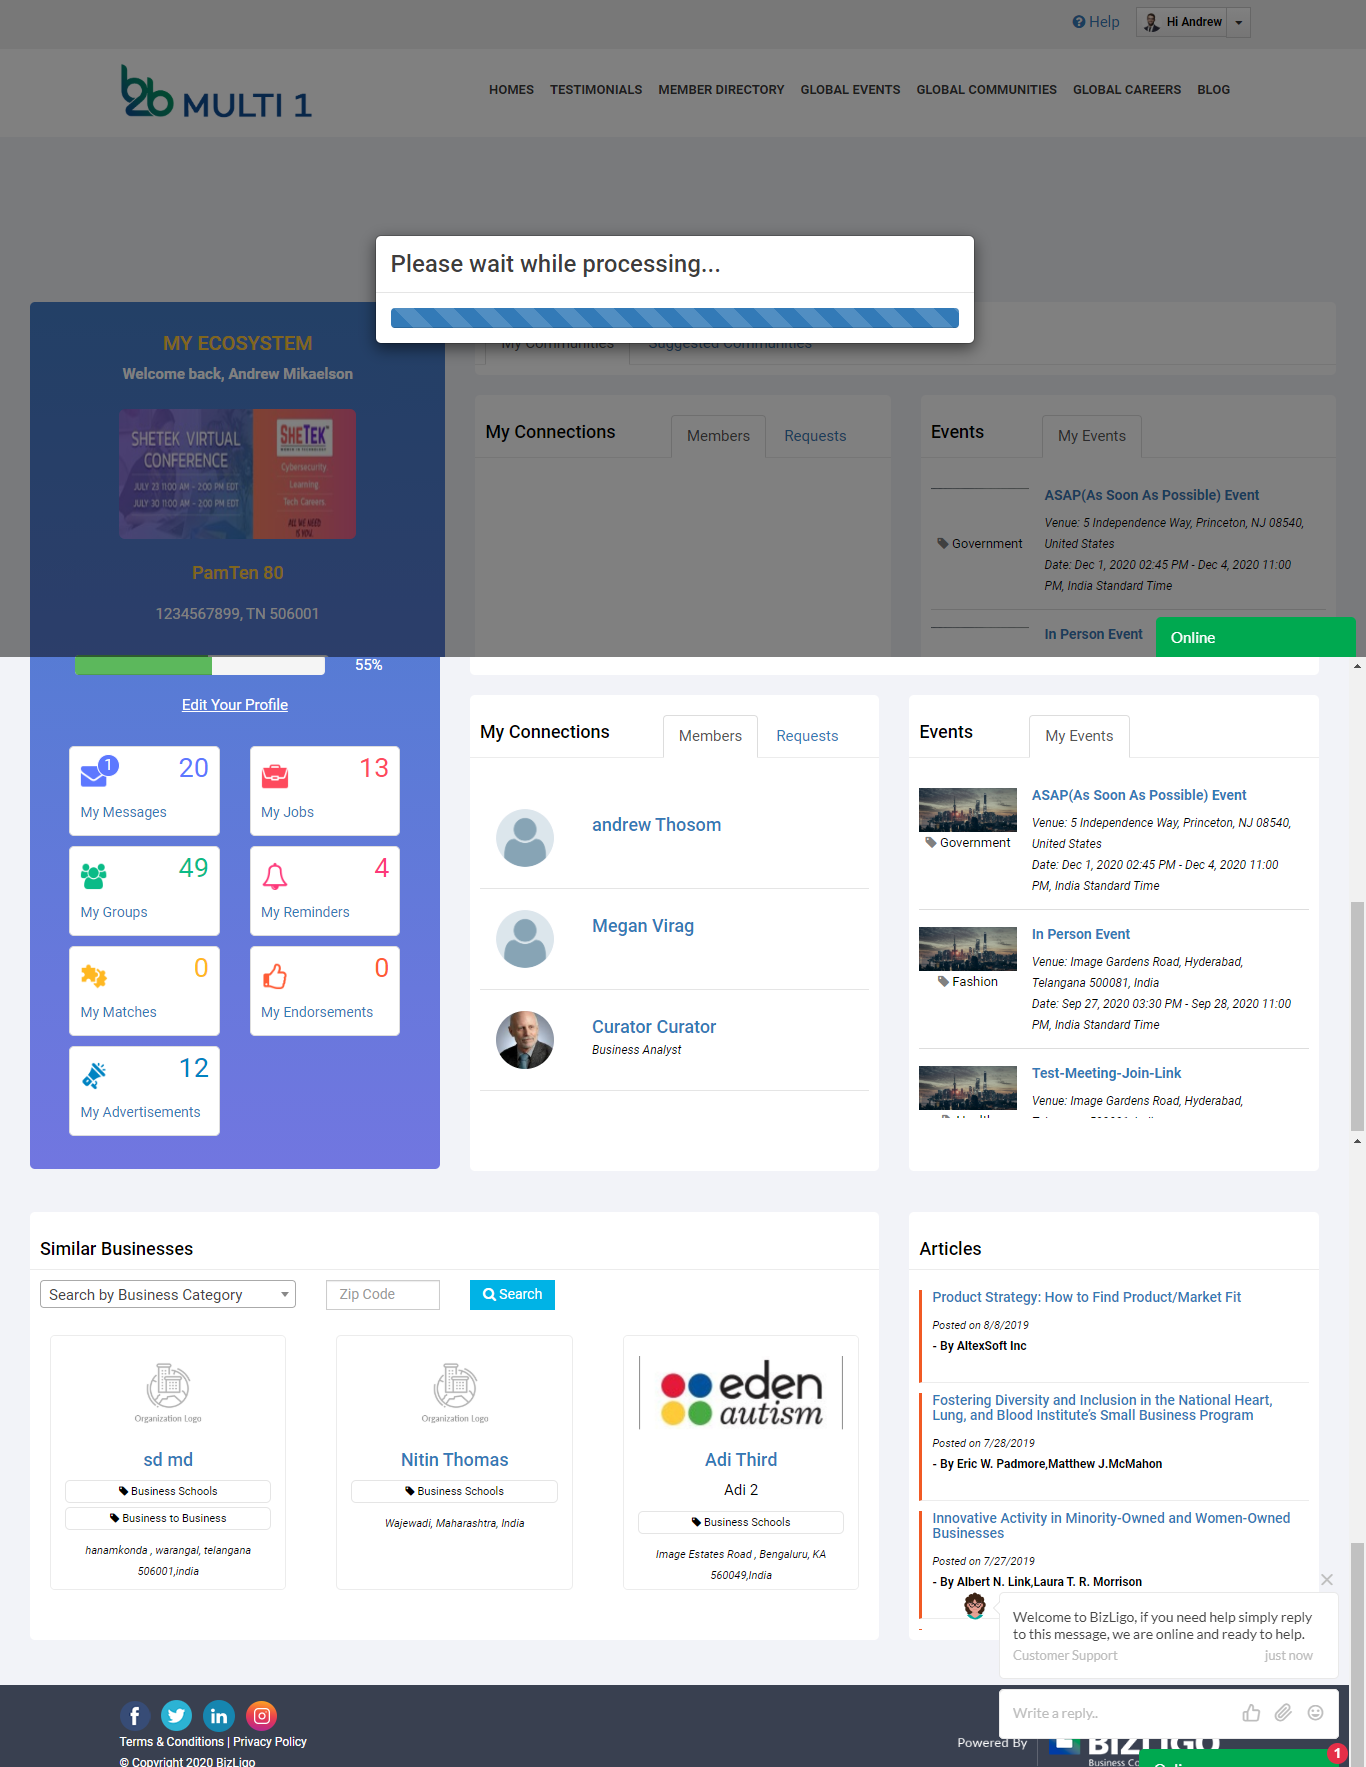 Help
Hi Andrew
b2b MULTI 1
HOMES TESTIMONIALS MEMBER DIRECTORY GLOBAL EVENTS GLOBAL COMMUNITIES GLOBAL CAREERS BLOG
Please wait while processing...
My Communities Suggested Communities
MY ECOSYSTEM
Welcome back, Andrew Mikaelson
SHETEK VIRTUAL
CONFERENCE
JULY 23 11:00 AM - 2:00 PM EDT
JULY 30 11:00 AM - 2:00 PM EDT
SHETEK
Cybersecurity.
Learning
Tech Careers.
ALL WE NEED
IS YOU.
PamTen 80
1234567899, TN 506001
My Connections
Members
Requests
Events
My Events
ASAP(As Soon As Possible) Event
Venue: 5 Independence Way, Princeton, NJ 08540,
United States
Government
Date: Dec 1, 2020 02:45 PM - Dec 4, 2020 11:00
PM, India Standard Time
In Person Event
Online
55%
Edit Your Profile
1
20
My Messages
13
My Jobs
49
My Groups
4
My Reminders
0
My Matches
0
My Endorsements
12
My Advertisements
My Connections
Members
Requests
andrew Thosom
Megan Virag
Curator Curator
Business Analyst
Events
My Events
ASAP(As Soon As Possible) Event
Venue: 5 Independence Way, Princeton, NJ 08540,
United States
Government
Date: Dec 1, 2020 02:45 PM - Dec 4, 2020 11:00
PM, India Standard Time
In Person Event
Venue: Image Gardens Road, Hyderabad,
Telangana 500081, India
Fashion
Date: Sep 27, 2020 03:30 PM - Sep 28, 2020 11:00
PM, India Standard Time
Test-Meeting-Join-Link
Venue: Image Gardens Road, Hyderabad,
Similar Businesses
Search by Business Category
Zip Code
Search
Organization Logo
sd md
Business Schools
Business to Business
hanamkonda , warangal, telangana
506001,india
Organization Logo
Nitin Thomas
Business Schools
Wajewadi, Maharashtra, India
eden
autism
Adi Third
Adi 2
Business Schools
Image Estates Road , Bengaluru, KA
560049,India
Articles
Product Strategy: How to Find Product/Market Fit
Posted on 8/8/2019
- By AltexSoft Inc
Fostering Diversity and Inclusion in the National Heart,
Lung, and Blood Institute's Small Business Program
Posted on 7/28/2019
- By Eric W. Padmore,Matthew J.McMahon
Innovative Activity in Minority-Owned and Women-Owned
Businesses
Posted on 7/27/2019
- By Albert N. Link,Laura T. R. Morrison
Welcome to BizLigo, if you need help simply reply
to this message, we are online and ready to help.
Customer Support
just now
Write a reply..
Terms & Conditions | Privacy Policy
© Copyright 2020 BizLigo
Powered By
BIZLIGO
Business
Online
1